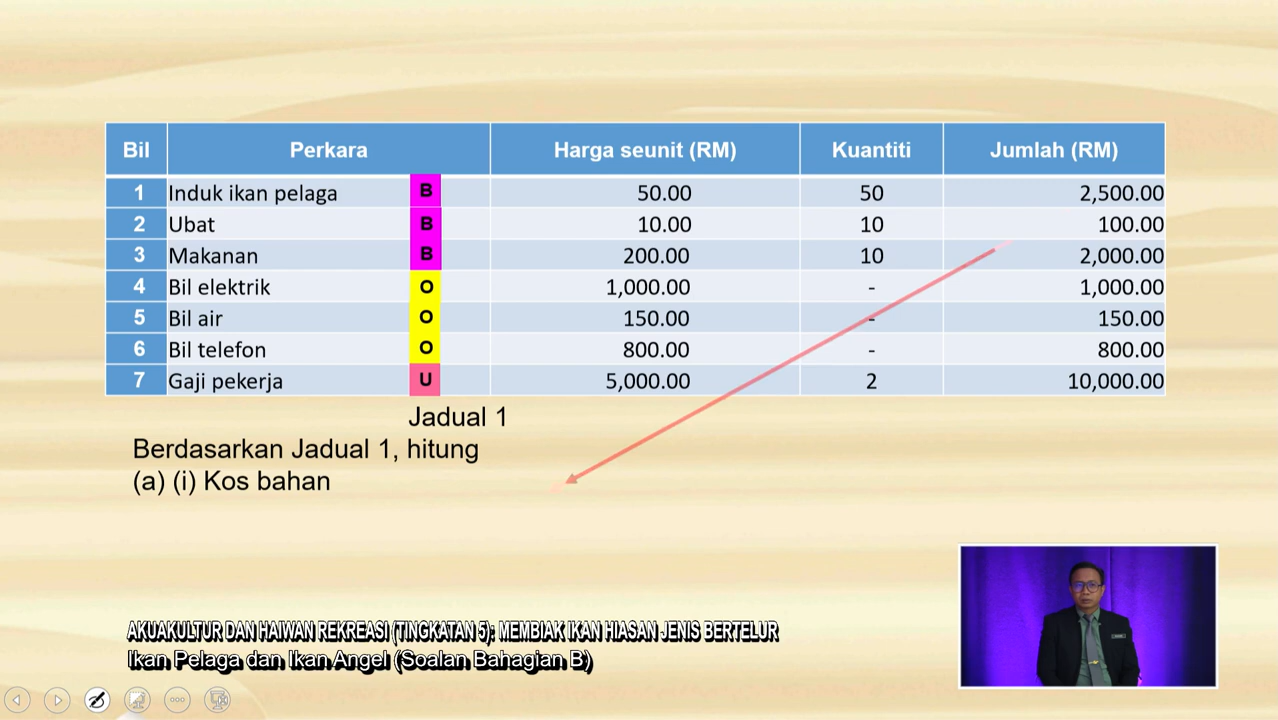 Bil Perkara Harga seunit (RM) Kuantiti Jumlah (RM)
1 Induk ikan pelaga B 50.00 50 2,500.00
2 Ubat B 10.00 10 100.00
3 Makanan B 200.00 10 2,000.00
4 Bil elektrik O 1,000.00 - 1,000.00
5 Bil air O 150.00 - 150.00
6 Bil telefon O 800.00 - 800.00
7 Gaji pekerja U 5,000.00 2 10,000.00
Jadual 1
Berdasarkan Jadual 1, hitung
(a) (i) Kos bahan
AKUAKULTUR DAN HAIWAN REKREASI (TINGKATAN 5): MEMBIAK IKAN HIASAN JENIS BERTELUR
Ikan Pelaga dan Ikan Angel (Soalan Bahagian B)